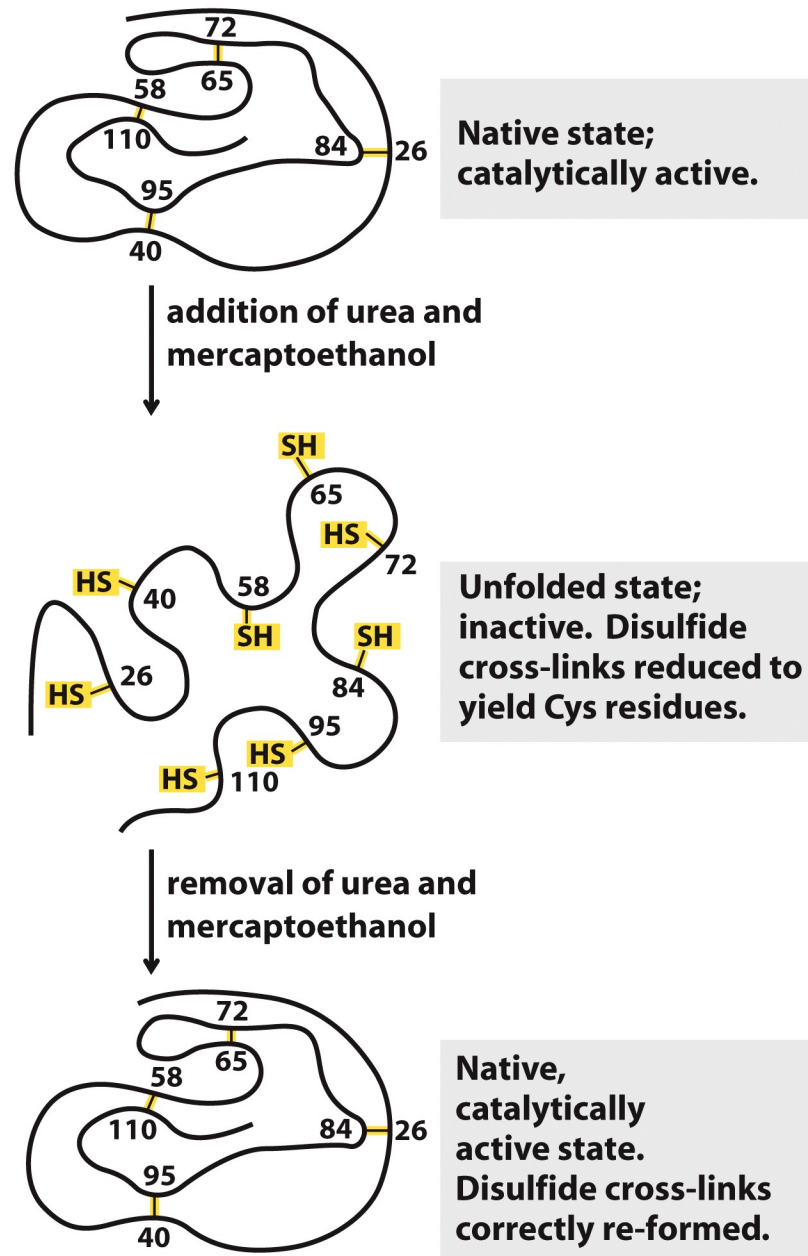 72
65
58
110
84
26
95
40
Native state;
catalytically active.
addition of urea and
mercaptoethanol
SH
65
HS
72
HS
40
58
SH
SH
84
26
HS
95
HS
HS
110
Unfolded state;
inactive. Disulfide
cross-links reduced to
yield Cys residues.
removal of urea and
mercaptoethanol
72
65
58
110
84
26
95
40
Native,
catalytically
active state.
Disulfide cross-links
correctly re-formed.